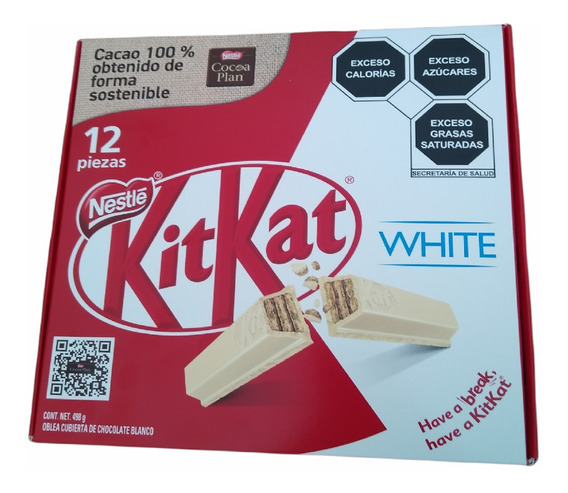 Cacao 100 %
obtenido de
forma
sostenible
Nestlé
Cocoa
Plan
EXCESO
CALORÍAS
EXCESO
AZÚCARES
EXCESO
GRASAS
SATURADAS
SECRETARÍA DE SALUD
12
piezas
Nestlé®
KitKat®
WHITE
CONT. NET. 498 g
OBLEA CUBIERTA DE CHOCOLATE BLANCO
Have a break,
have a KitKat